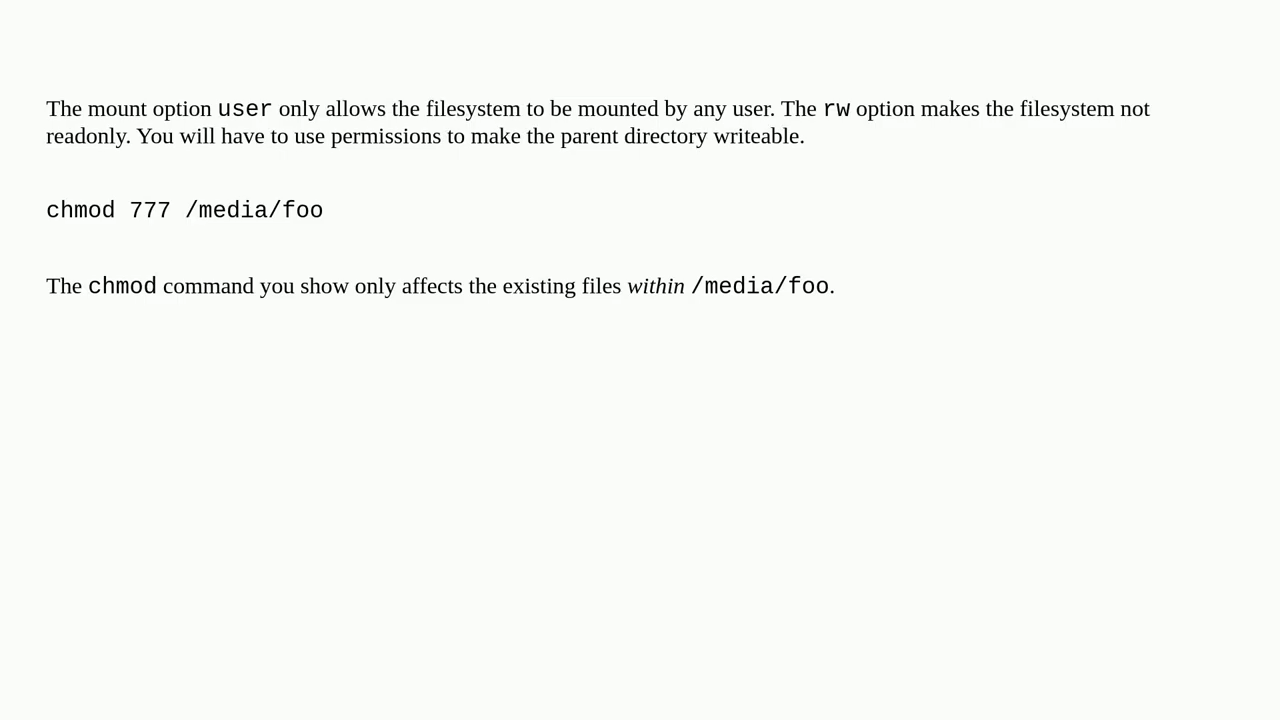 The mount option user only allows the filesystem to be mounted by any user. The rw option makes the filesystem not
readonly. You will have to use permissions to make the parent directory writeable.
chmod 777 /media/foo
The chmod command you show only affects the existing files within /media/foo.